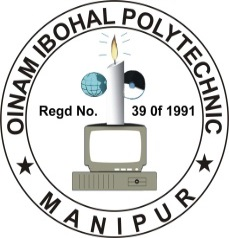 OINAM IBOHAL POLYTECHNIC
Regd No. 39 0f 1991
MANIPUR